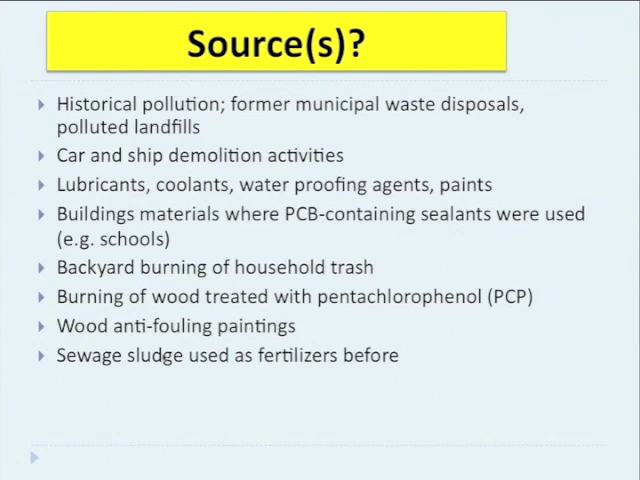 Source(s)?
Historical pollution; former municipal waste disposals,
polluted landfills
Car and ship demolition activities
Lubricants, coolants, water proofing agents, paints
Buildings materials where PCB-containing sealants were used
(e.g. schools)
Backyard burning of household trash
Burning of wood treated with pentachlorophenol (PCP)
Wood anti-fouling paintings
Sewage sludge used as fertilizers before